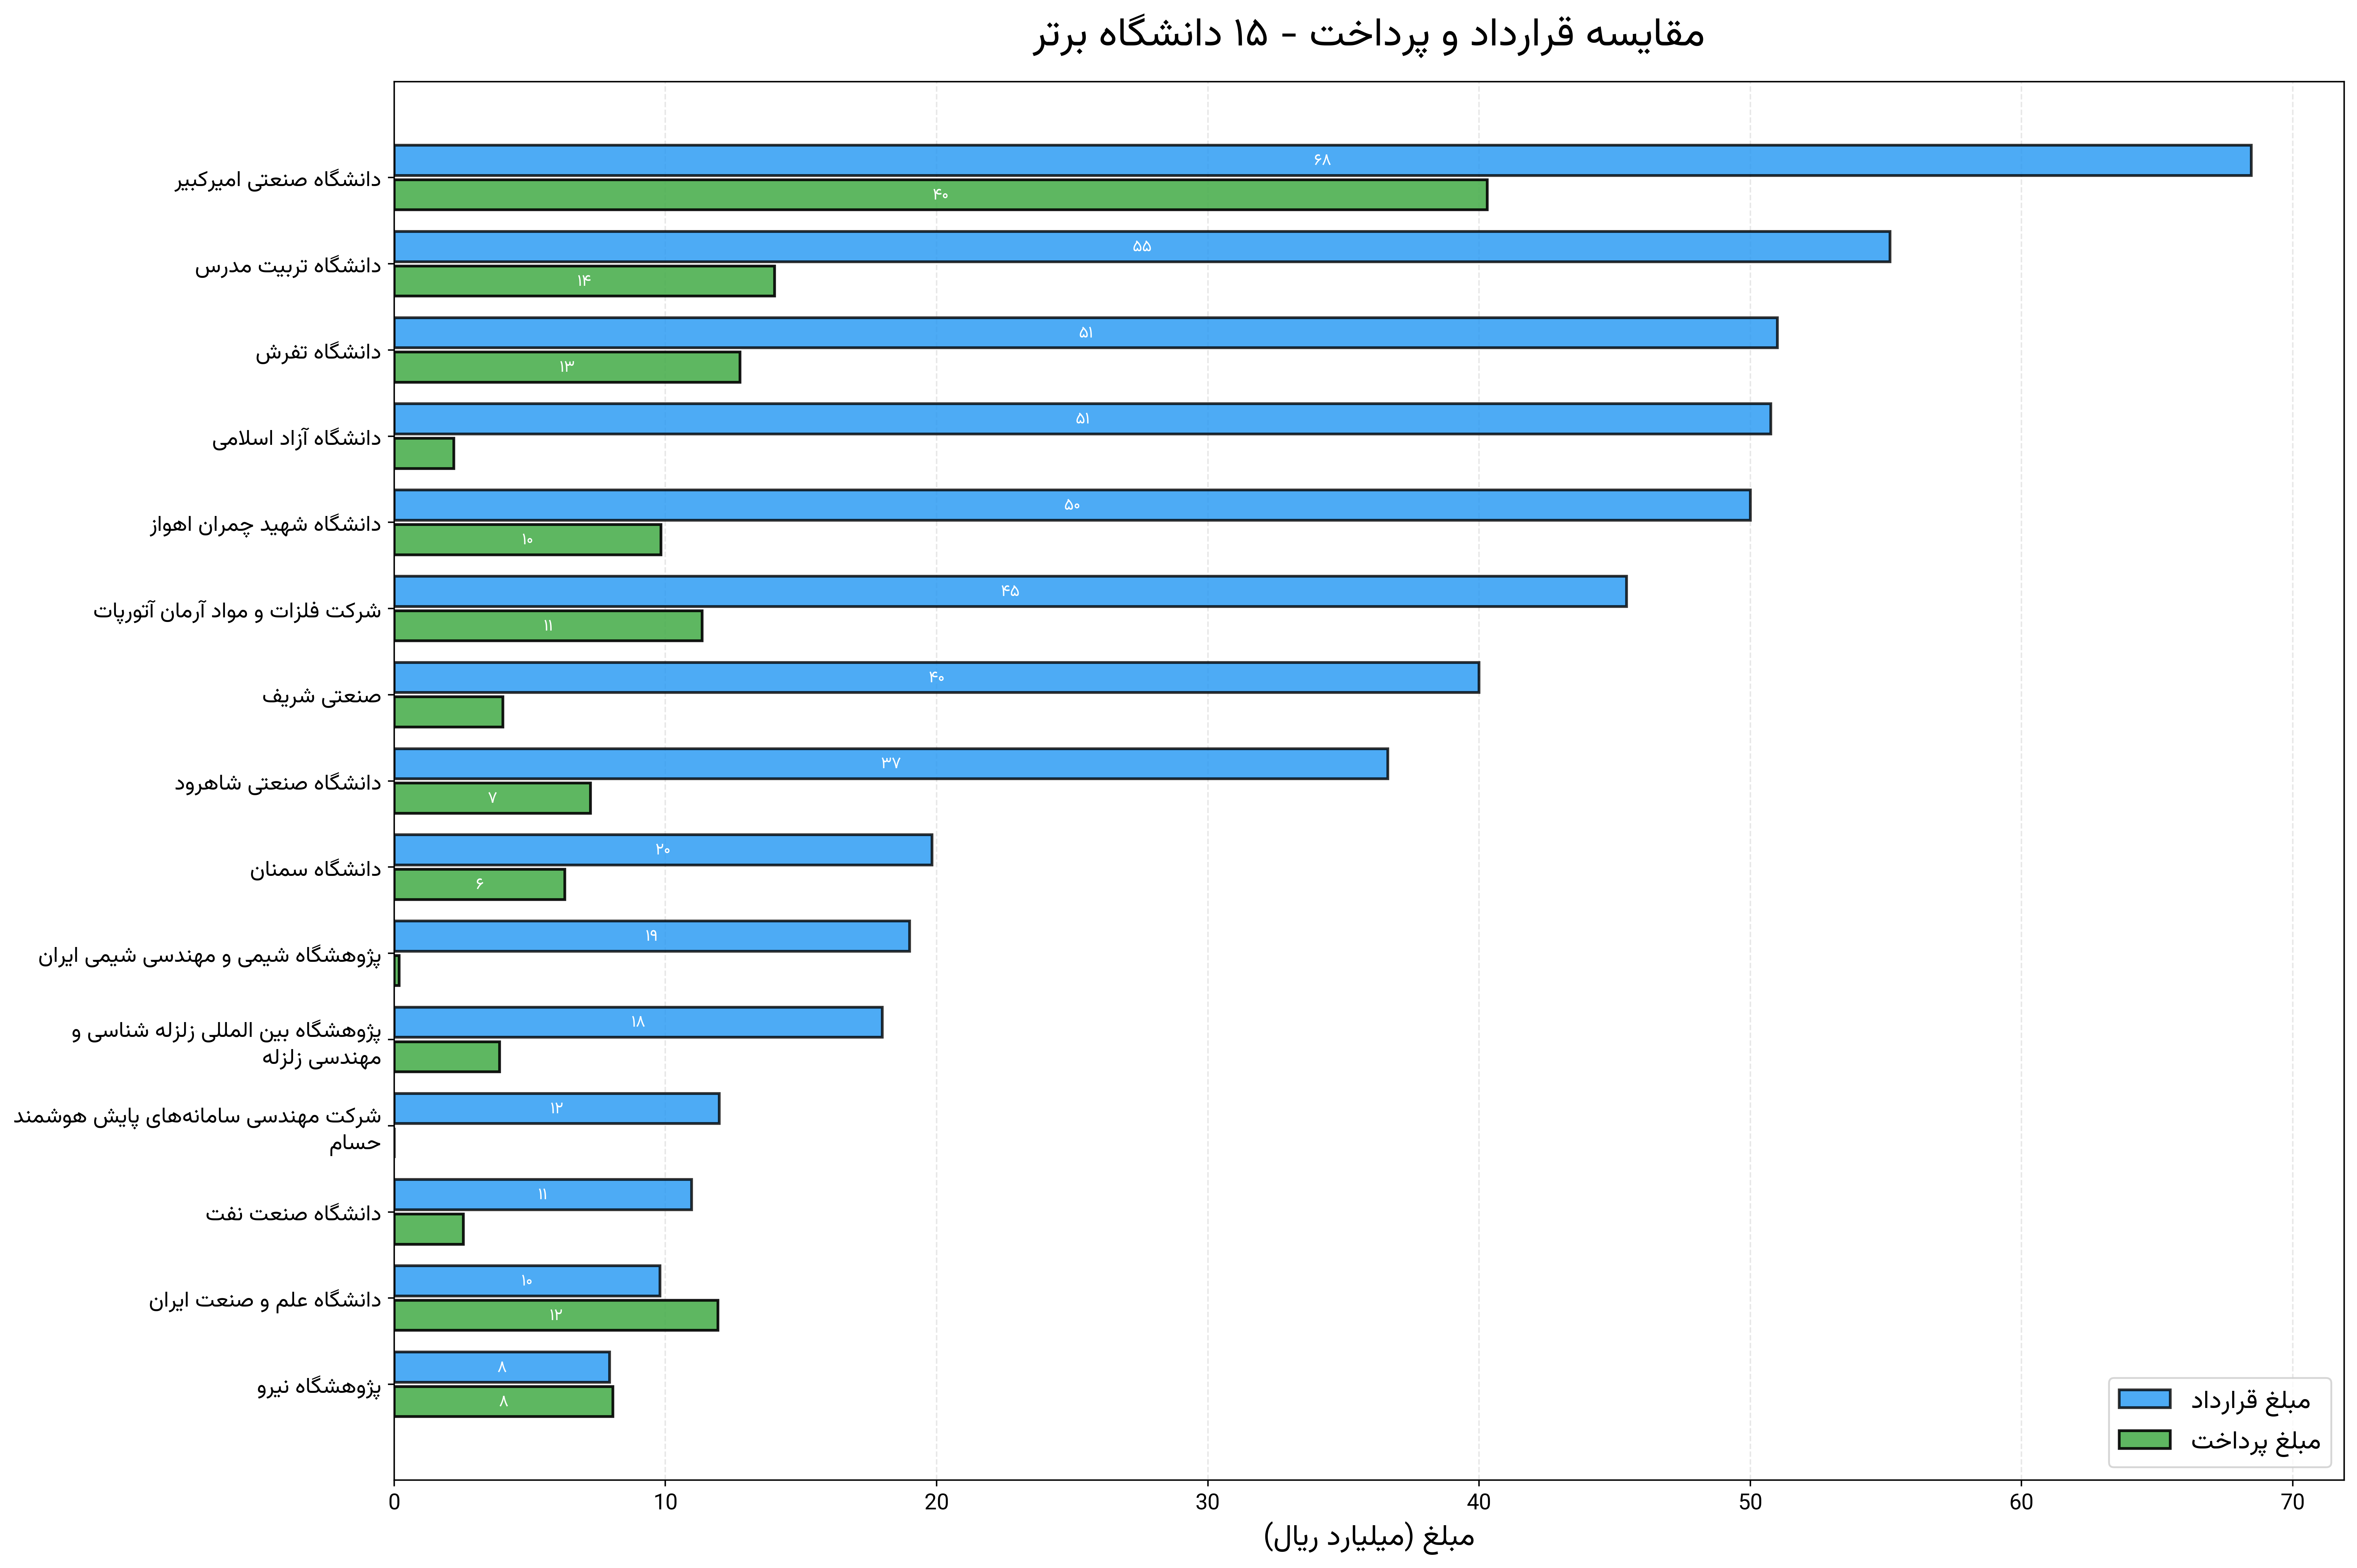 مقایسه قرارداد و پرداخت - ۱۵ دانشگاه برتر
دانشگاه صنعتی امیرکبیر
۶۸
۴۰
دانشگاه تربیت مدرس
۵۵
۱۴
دانشگاه تفرش
۵۱
۱۳
دانشگاه آزاد اسلامی
۵۱
دانشگاه شهید چمران اهواز
۵۰
۱۰
شرکت فلزات و مواد آرمان آتورپات
۴۵
۱۱
صنعتی شریف
۴۰
دانشگاه صنعتی شاهرود
۳۷
۷
دانشگاه سمنان
۲۰
۶
پژوهشگاه شیمی و مهندسی شیمی ایران
۱۹
پژوهشگاه بین المللی زلزله شناسی و
مهندسی زلزله
۱۸
شرکت مهندسی سامانه‌های پایش هوشمند
حسام
۱۲
دانشگاه صنعت نفت
۱۱
دانشگاه علم و صنعت ایران
۱۰
۱۲
پژوهشگاه نیرو
۸
۸
مبلغ قرارداد
مبلغ پرداخت
0 10 20 30 40 50 60 70
مبلغ (میلیارد ریال)